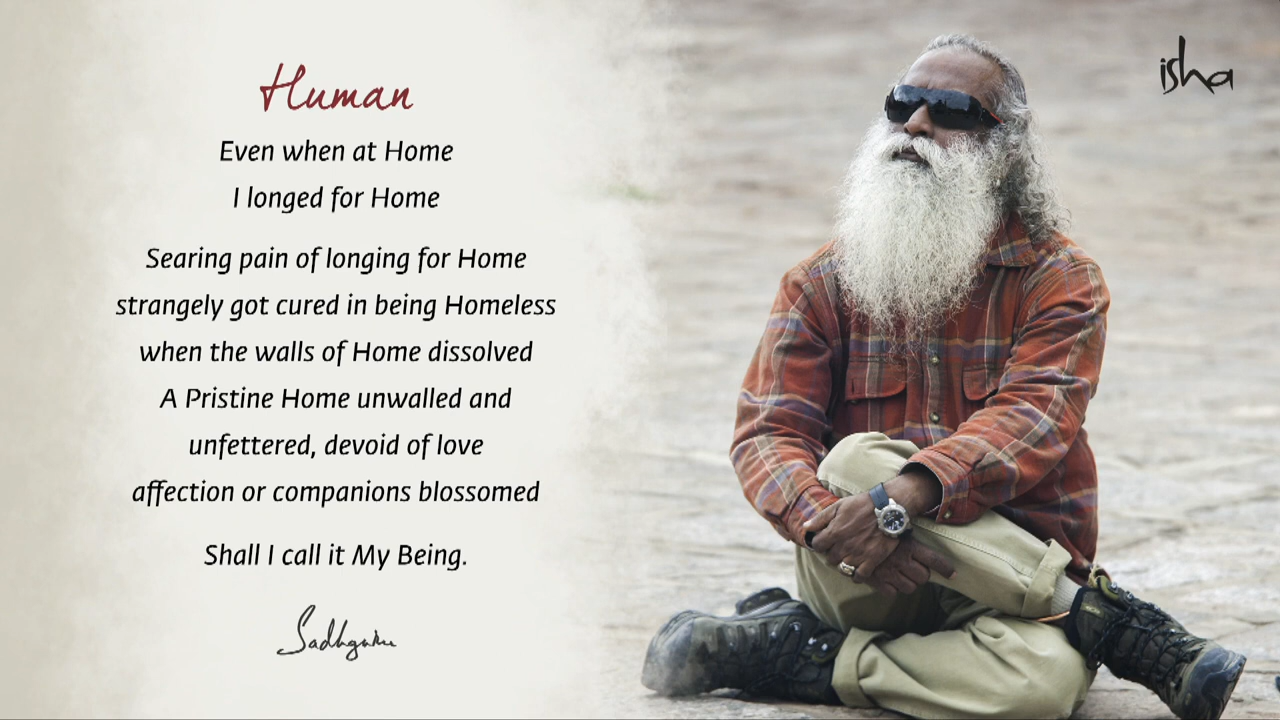 Human
Even when at Home
I longed for Home
Searing pain of longing for Home
strangely got cured in being Homeless
when the walls of Home dissolved
A Pristine Home unwalled and
unfettered, devoid of love
affection or companions blossomed
Shall I call it My Being.
Sadhguru
isha